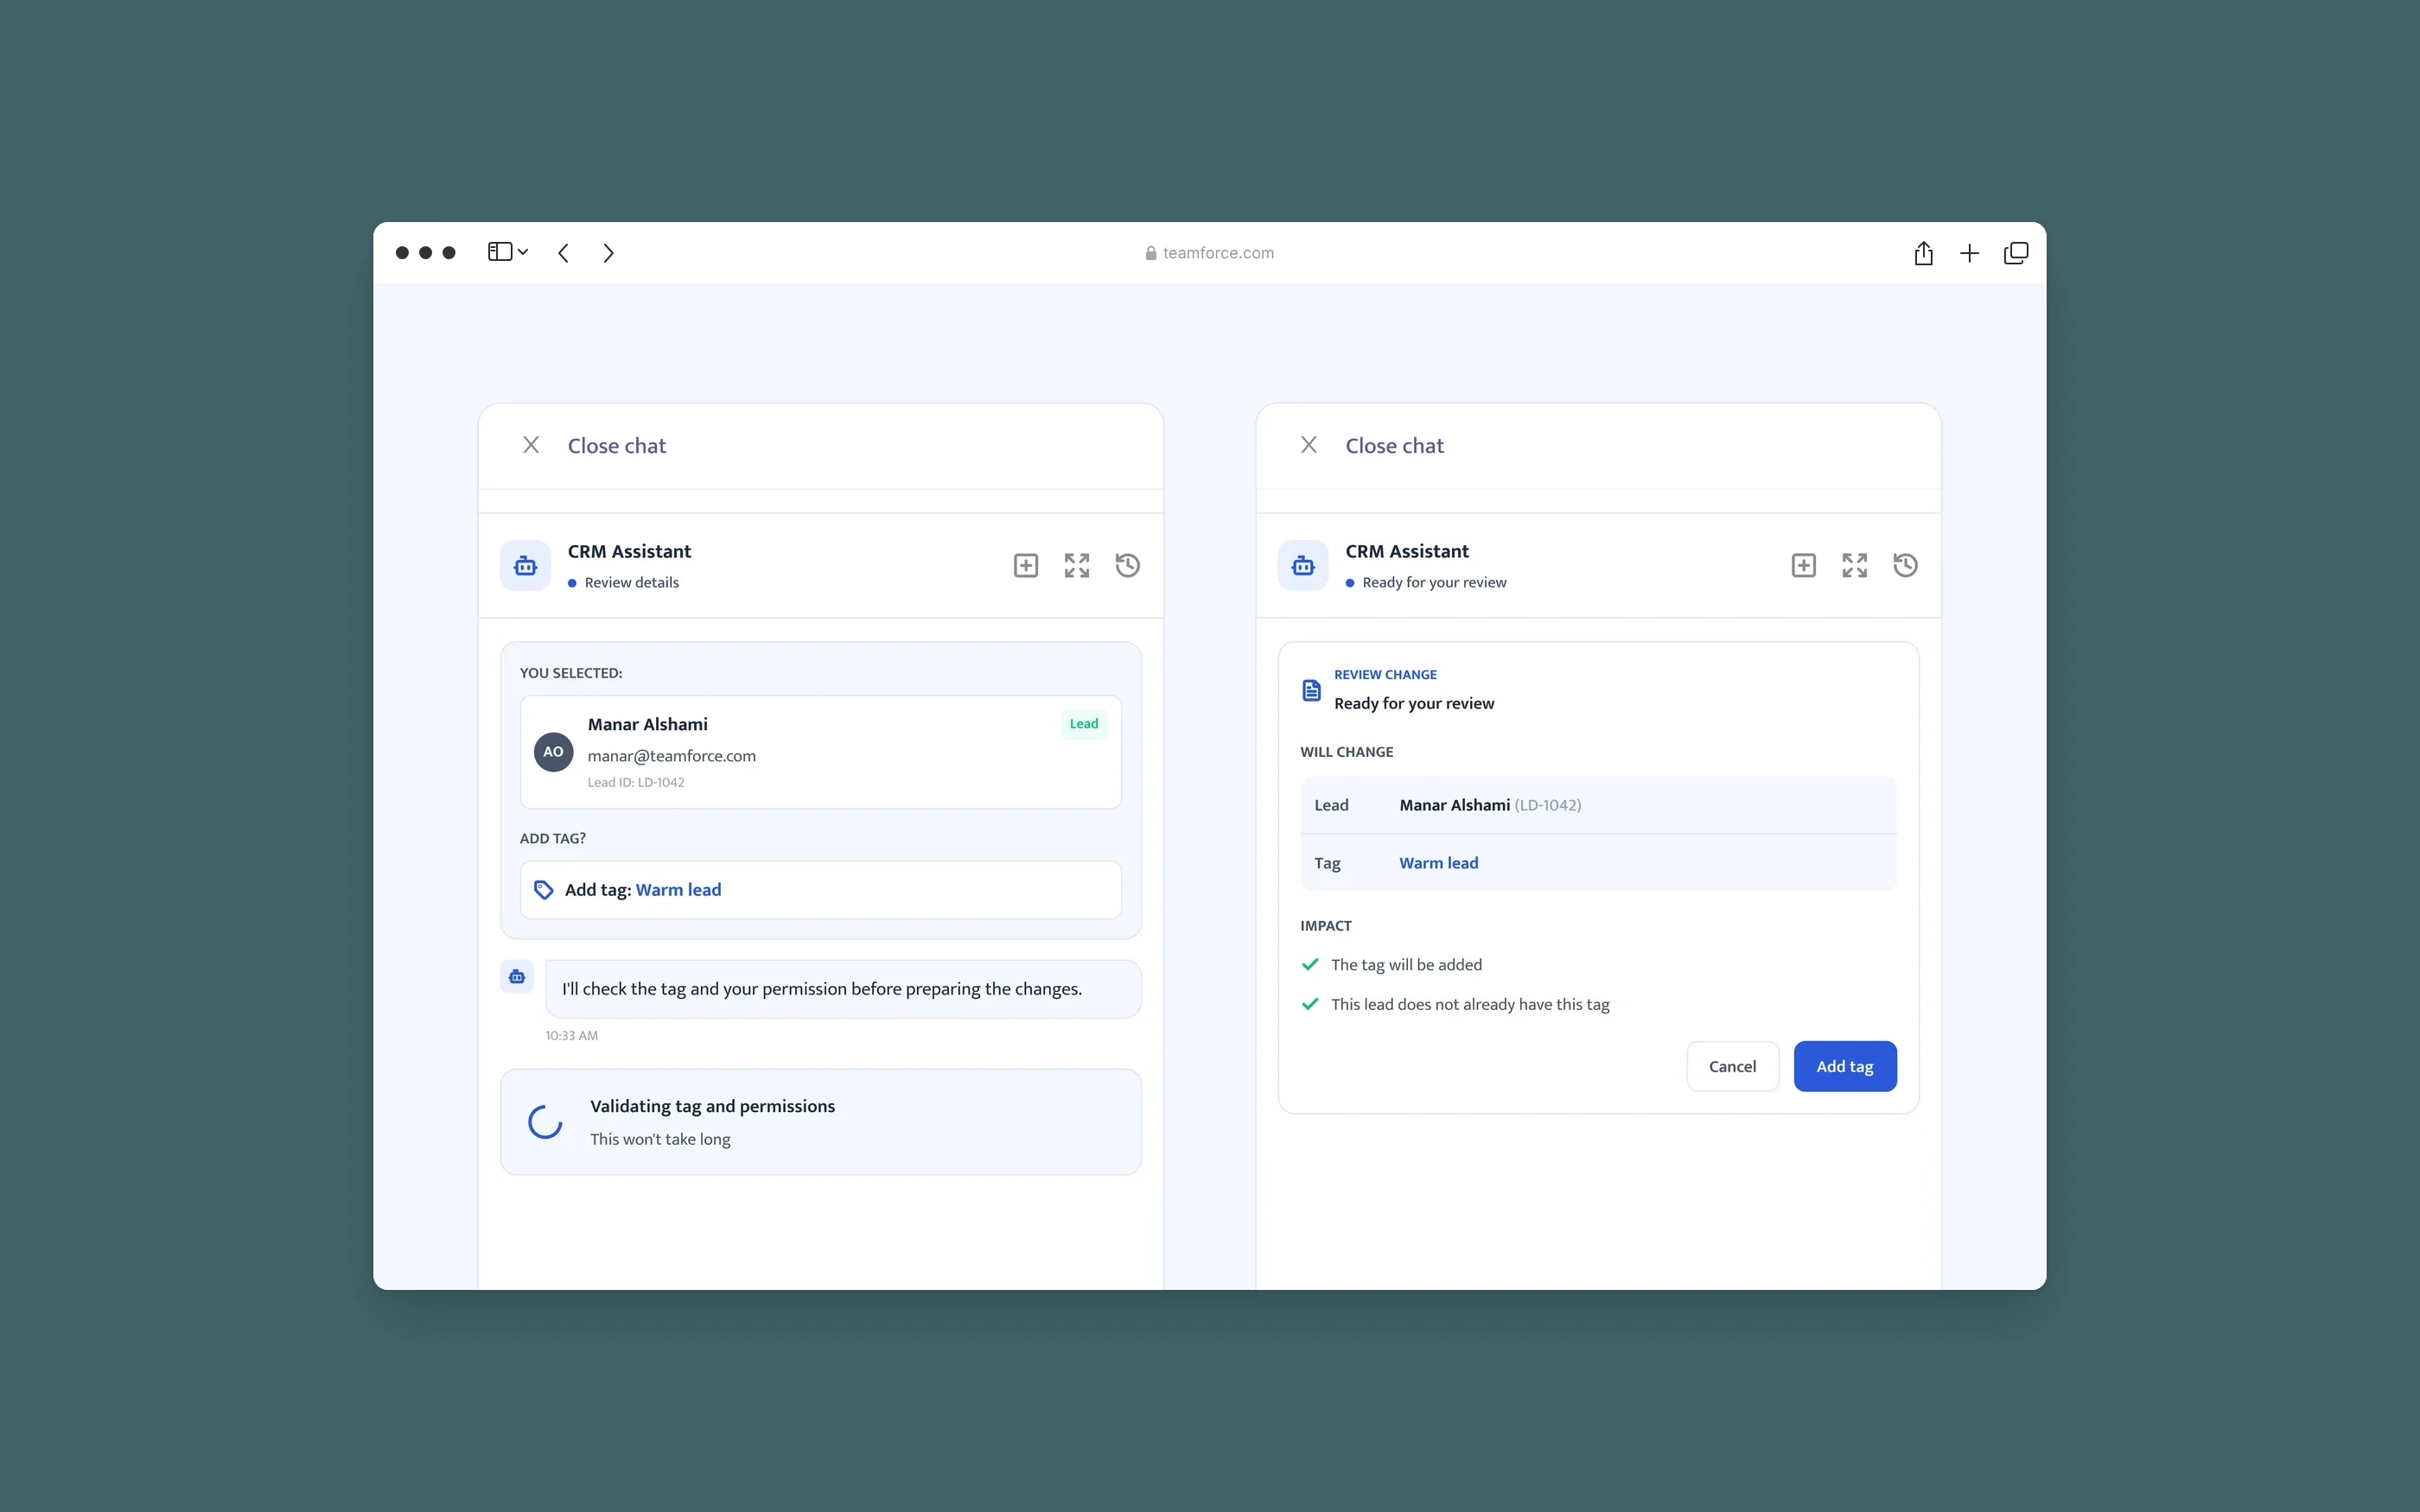 teamforce.com
Close chat
CRM Assistant
Review details
YOU SELECTED:
Manar Alshami
Lead
AO
manar@teamforce.com
Lead ID: LD-1042
ADD TAG?
Add tag: Warm lead
I'll check the tag and your permission before preparing the changes.
10:33 AM
Validating tag and permissions
This won't take long
Close chat
CRM Assistant
Ready for your review
REVIEW CHANGE
Ready for your review
WILL CHANGE
Lead Manar Alshami (LD-1042)
Tag Warm lead
IMPACT
The tag will be added
This lead does not already have this tag
Cancel Add tag